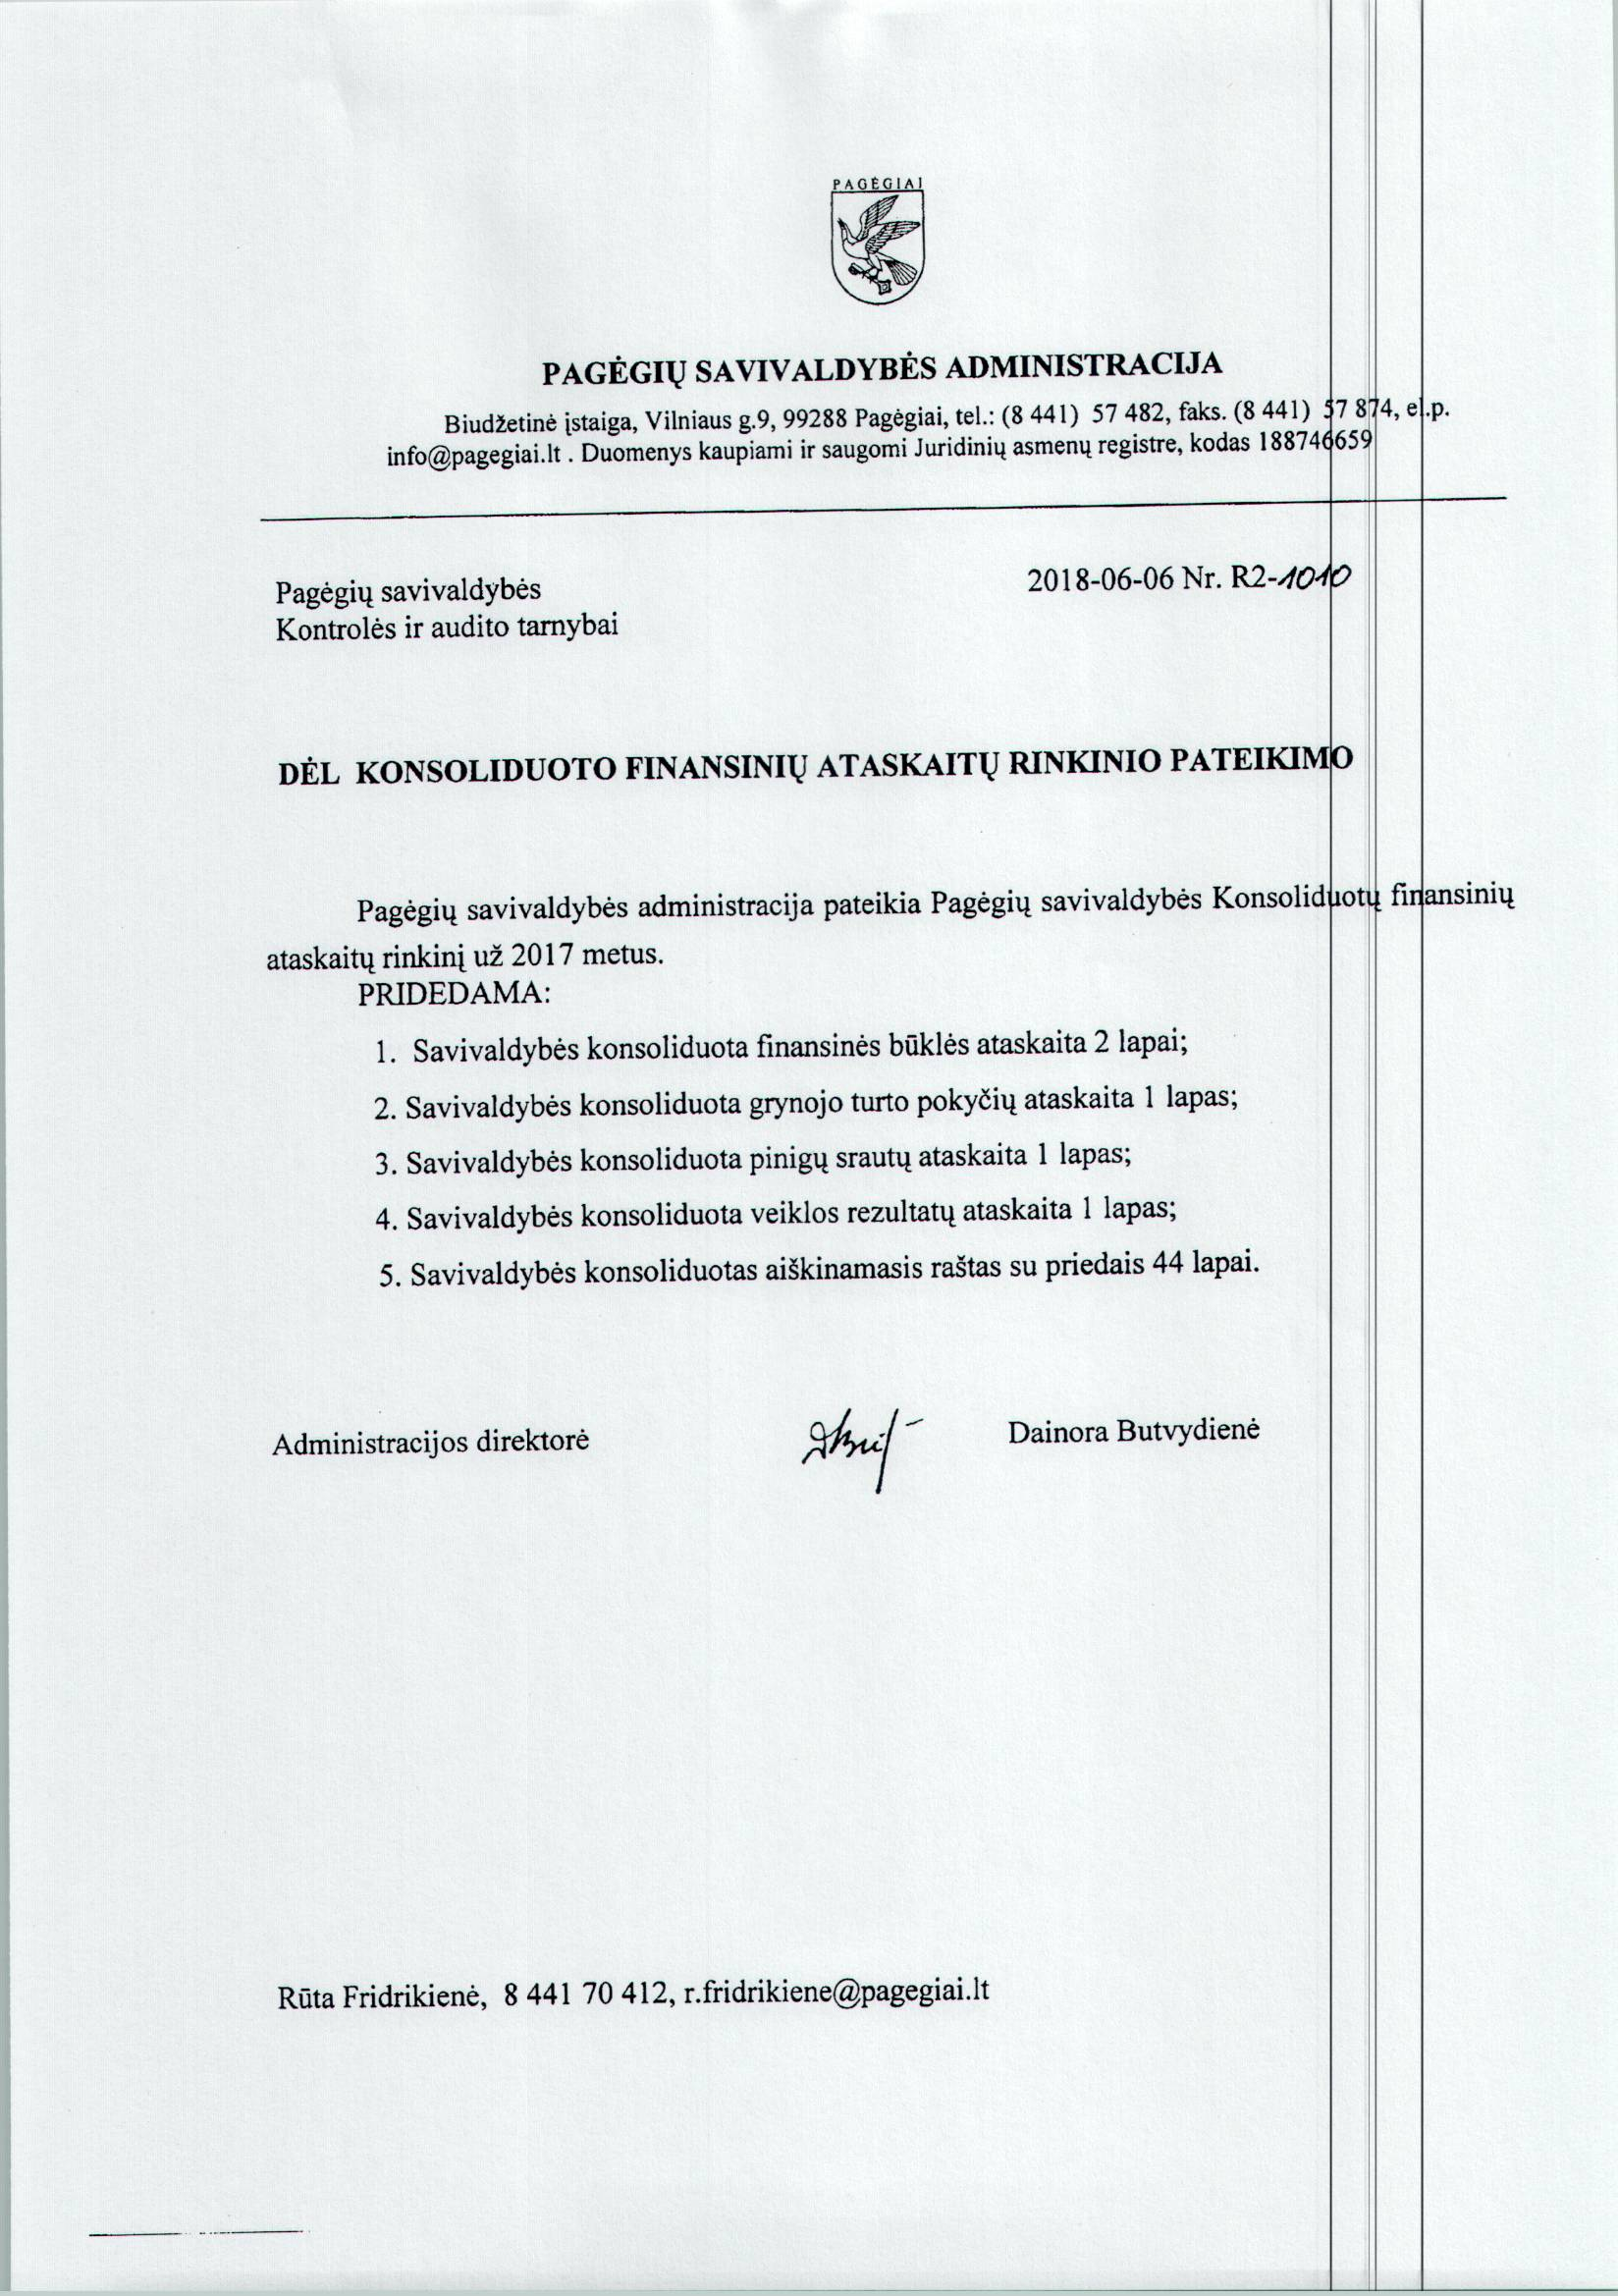 PAGĖGIAI
PAGĖGIŲ SAVIVALDYBĖS ADMINISTRACIJA
Biudžetinė įstaiga, Vilniaus g.9, 99288 Pagėgiai, tel.: (8 441) 57 482, faks. (8 441) 57 874, el.p.
info@pagegiai.lt . Duomenys kaupiami ir saugomi Juridinių asmenų registre, kodas 188746659
2018-06-06 Nr. R2-1010
Pagėgių savivaldybės
Kontrolės ir audito tarnybai
DĖL KONSOLIDUOTO FINANSINIŲ ATASKAITŲ RINKINIO PATEIKIMO
Pagėgių savivaldybės administracija pateikia Pagėgių savivaldybės Konsoliduotų finansinių
ataskaitų rinkinį už 2017 metus.
PRIDEDAMA:
1. Savivaldybės konsoliduota finansinės būklės ataskaita 2 lapai;
2. Savivaldybės konsoliduota grynojo turto pokyčių ataskaita 1 lapas;
3. Savivaldybės konsoliduota pinigų srautų ataskaita 1 lapas;
4. Savivaldybės konsoliduota veiklos rezultatų ataskaita 1 lapas;
5. Savivaldybės konsoliduotas aiškinamasis raštas su priedais 44 lapai.
Administracijos direktorė Dainora Butvydienė
Rūta Fridrikienė, 8 441 70 412, r.fridrikiene@pagegiai.lt